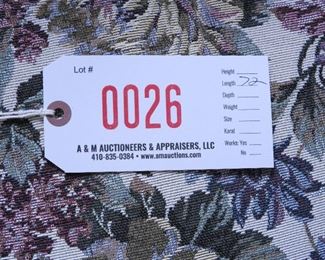 Lot #
0026
A & M AUCTIONEERS & APPRAISERS, LLC
410-835-0384 • www.amauctions.com
Height
Length 72
Depth
Weight
Size
Karat
Works: Yes
No